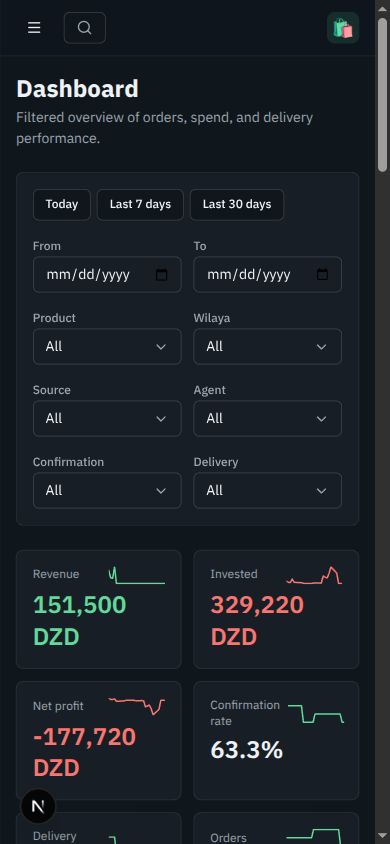 Dashboard
Filtered overview of orders, spend, and delivery
performance.
Today Last 7 days Last 30 days
From To
mm/dd/yyyy mm/dd/yyyy
Product Wilaya
All All
Source Agent
All All
Confirmation Delivery
All All
Revenue Invested
151,500 329,220
DZD DZD
Net profit Confirmation
rate
-177,720 63.3%
DZD
N
Delivery Orders